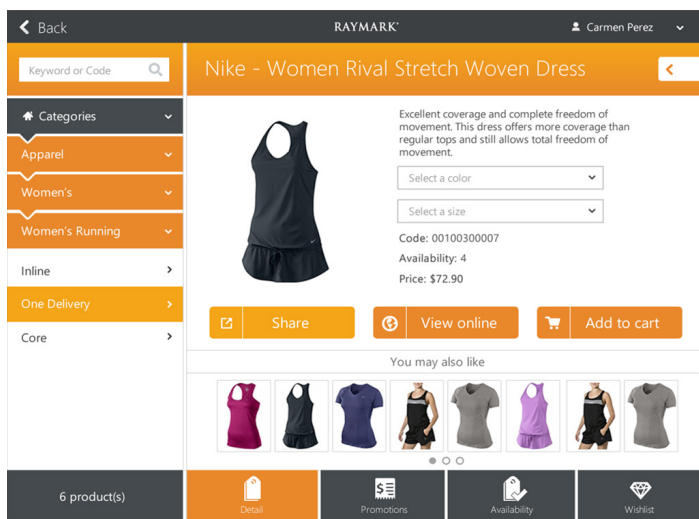 Back
RAYMARK
Carmen Perez
Keyword or Code
Nike - Women Rival Stretch Woven Dress
Categories
Apparel
Women's
Women's Running
Inline
One Delivery
Core
6 product(s)
Excellent coverage and complete freedom of
movement. This dress offers more coverage than
regular tops and still allows total freedom of
movement.
Select a color
Select a size
Code: 00100300007
Availability: 4
Price: $72.90
Share
View online
Add to cart
You may also like
Detail
Promotions
Availability
Wishlist